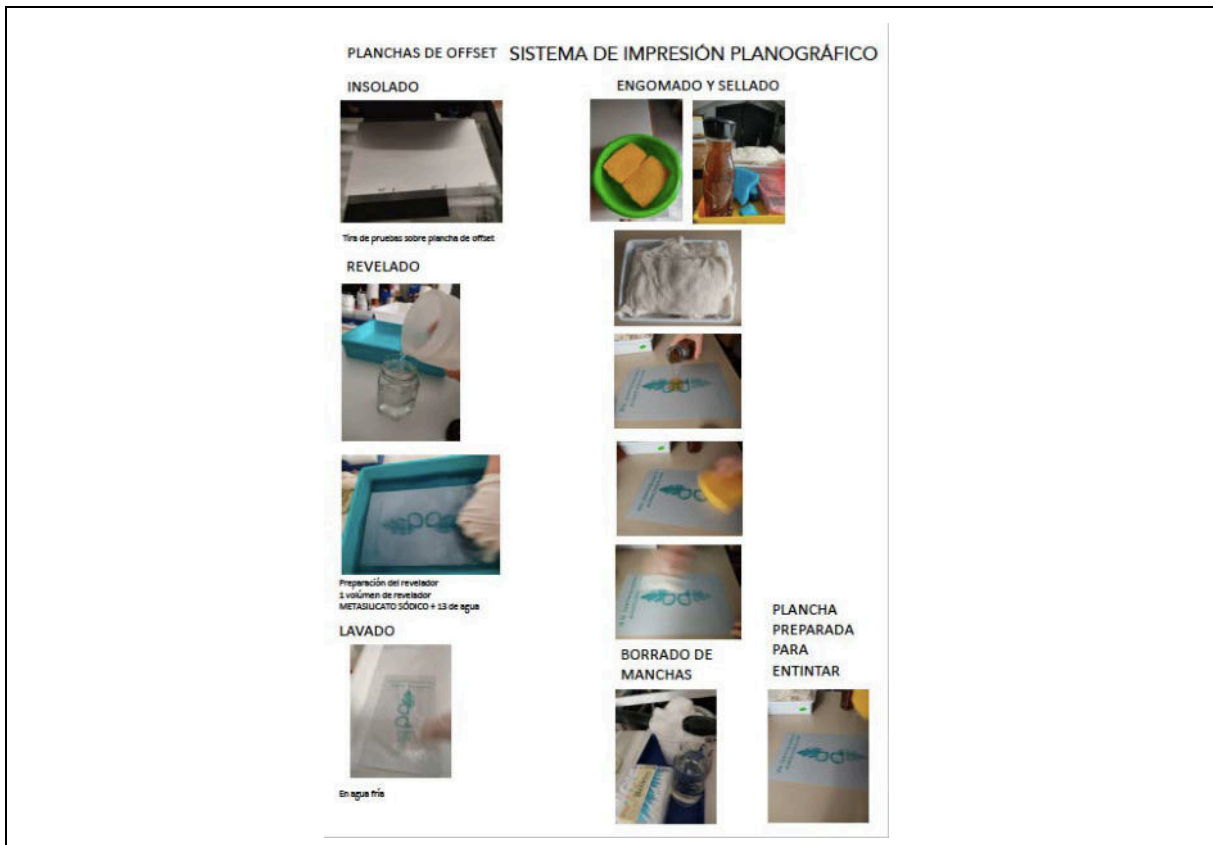 PLANCHAS DE OFFSET SISTEMA DE IMPRESIÓN PLANOGRÁFICO
INSOLADO
Tira de pruebas sobre plancha de offset
REVELADO
Preparación del revelador
1 volúmen de revelador
METASILICATO SÓDICO + 13 de agua
LAVADO
En agua fría
ENGOMADO Y SELLADO
BORRADO DE
MANCHAS
PLANCHA
PREPARADA
PARA
ENTINTAR